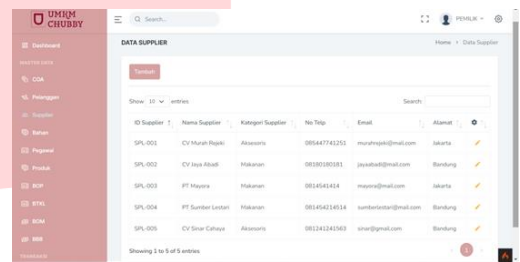 UMKM
CHUBBY
Search...
PEMILIK
Dashboard
MASTER DATA
COA
Pelanggan
Supplier
Bahan
Pegawai
Produk
BOP
BTKL
BOM
BBB
TRANSAKSI
DATA SUPPLIER
Home > Data Supplier
Tambah
Show 10 entries
Search:
ID Supplier Nama Supplier Kategori Supplier No Telp Email Alamat
SPL-001 CV Murah Rejeki Aksesoris 085447741251 murahrejeki@mail.com Jakarta
SPL-002 CV Jaya Abadi Makanan 08180180181 jayaabadi@mail.com Bandung
SPL-003 PT Mayora Makanan 0814541414 mayora@mail.com Jakarta
SPL-004 PT Sumber Lestari Makanan 081454214514 sumberlestari@mail.com Bandung
SPL-005 CV Sinar Cahaya Aksesoris 081241241563 sinar@gmail.com Bandung
Showing 1 to 5 of 5 entries
1